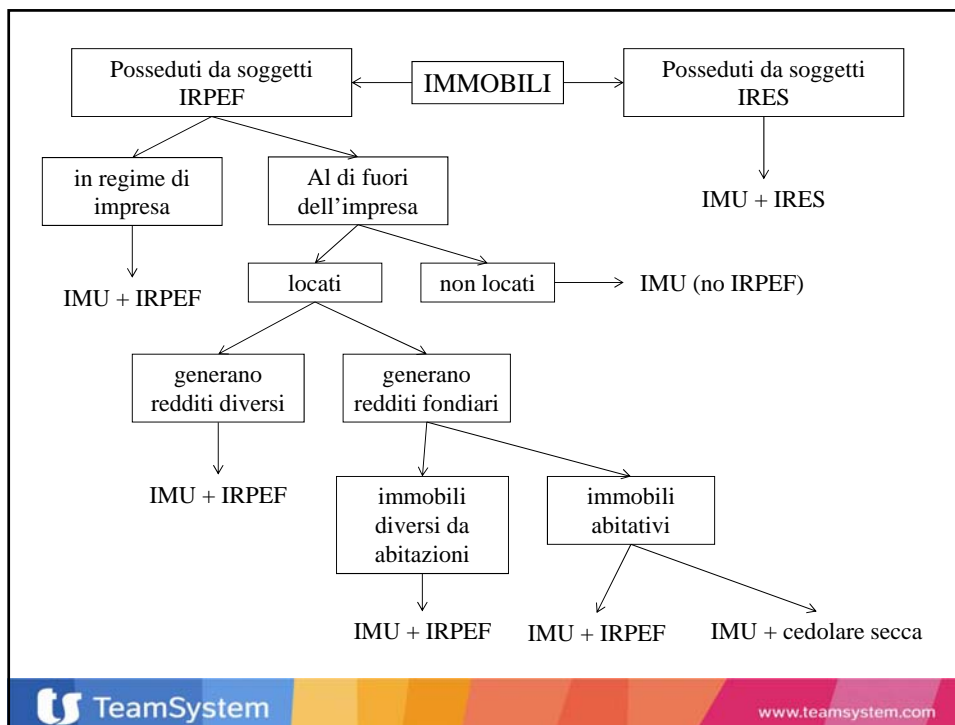 Posseduti da soggetti
IRPEF
IMMOBILI
Posseduti da soggetti
IRES
in regime di
impresa
Al di fuori
dell’impresa
IMU + IRES
IMU + IRPEF
locati
non locati
IMU (no IRPEF)
generano
redditi diversi
generano
redditi fondiari
IMU + IRPEF
immobili
diversi da
abitazioni
immobili
abitativi
IMU + IRPEF
IMU + IRPEF
IMU + cedolare secca
ts TeamSystem
www.teamsystem.com